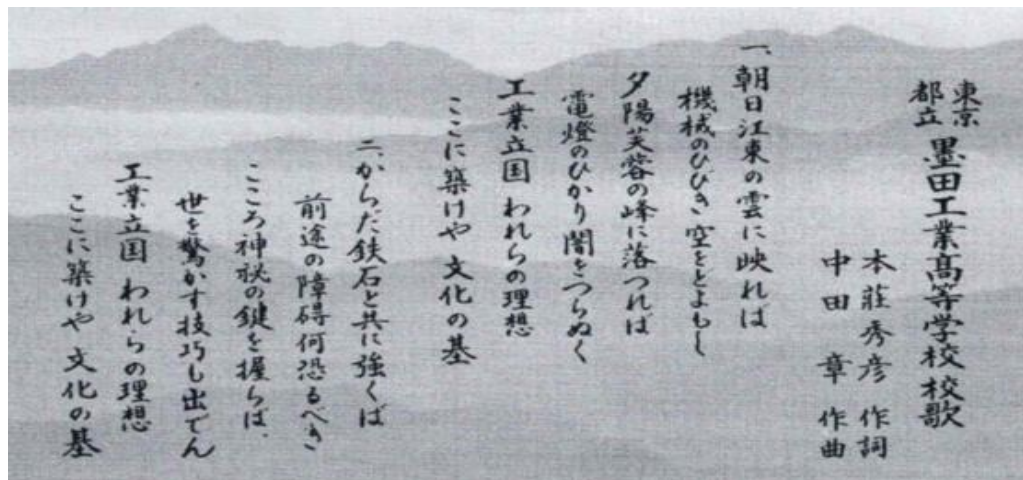 東京都立 墨田工業高等学校校歌
本荘秀彦 作詞
中田 章 作曲
一、朝日江東の雲に映れば
機械のひびき空をとよもし
夕陽芙蓉の峰に落つれば
電燈のひかり闇をつらぬく
工業立国 われらの理想
ここに築けや 文化の基
二、からだ鉄石と共に強くば
前途の障碍何恐るべき
こころ神秘の鍵を握らば、
世を驚かす技巧も出でん
工業立国 われらの理想
ここに築けや 文化の基